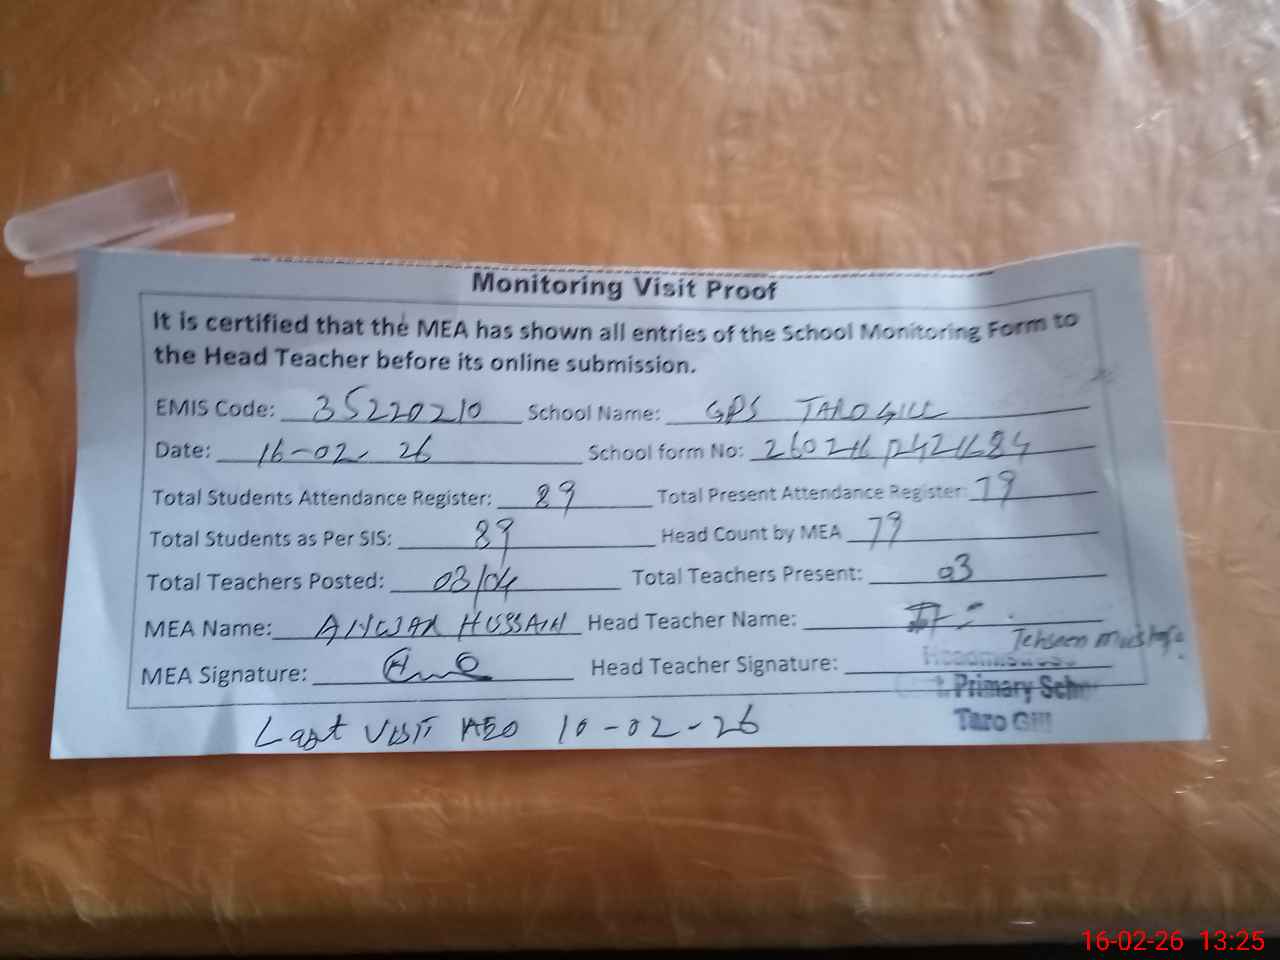 Monitoring Visit Proof
It is certified that the MEA has shown all entries of the School Monitoring Form to
the Head Teacher before its online submission.
EMIS Code: 35220210 School Name: GPS TARO GILL
Date: 16-02-26 School form No:
Total Students Attendance Register: 89 Total Present Attendance Register: 79
Total Students as Per SIS: 89 Head Count by MEA 79
Total Teachers Posted: 03/04 Total Teachers Present: 03
MEA Name: ANWAR HUSSAIN Head Teacher Name:
Tehseen
MEA Signature: Head Teacher Signature:
Headmistress
t. Primary Scho
Taro Gill
Last VISIT AEO 10-02-26
16-02-26 13:25